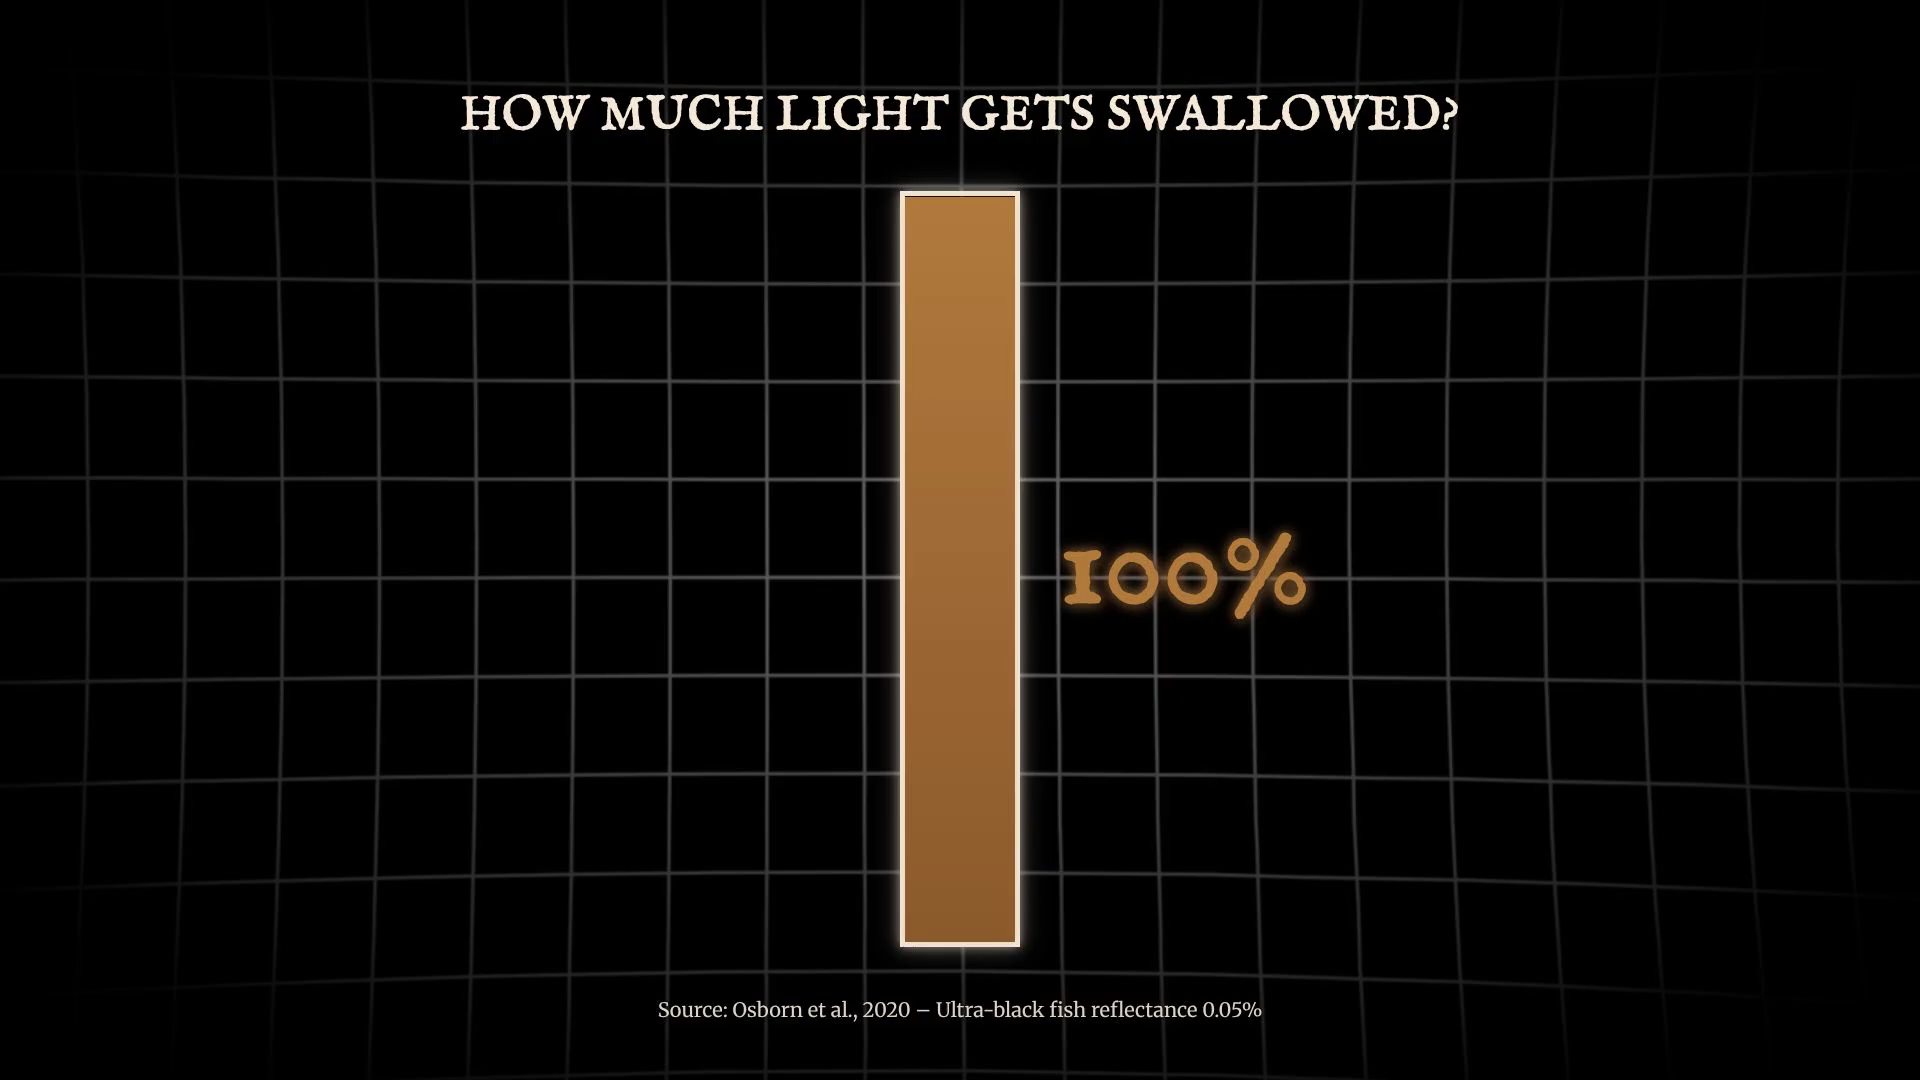 HOW MUCH LIGHT GETS SWALLOWED?
100%
Source: Osborn et al., 2020 – Ultra-black fish reflectance 0.05%